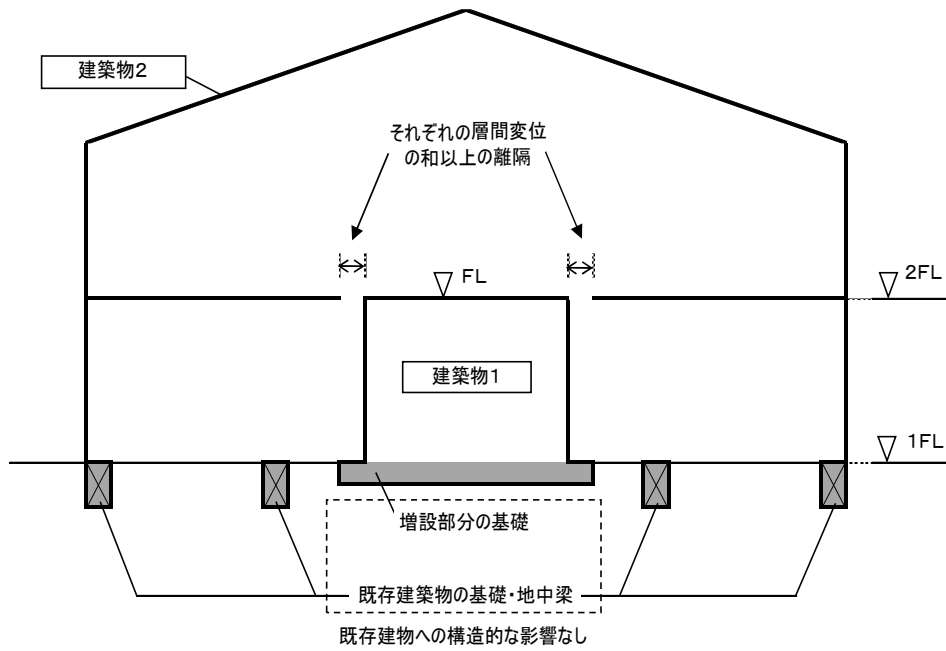 建築物2
それぞれの層間変位
の和以上の離隔
FL
2FL
建築物1
1FL
増設部分の基礎
既存建築物の基礎・地中梁
既存建物への構造的な影響なし